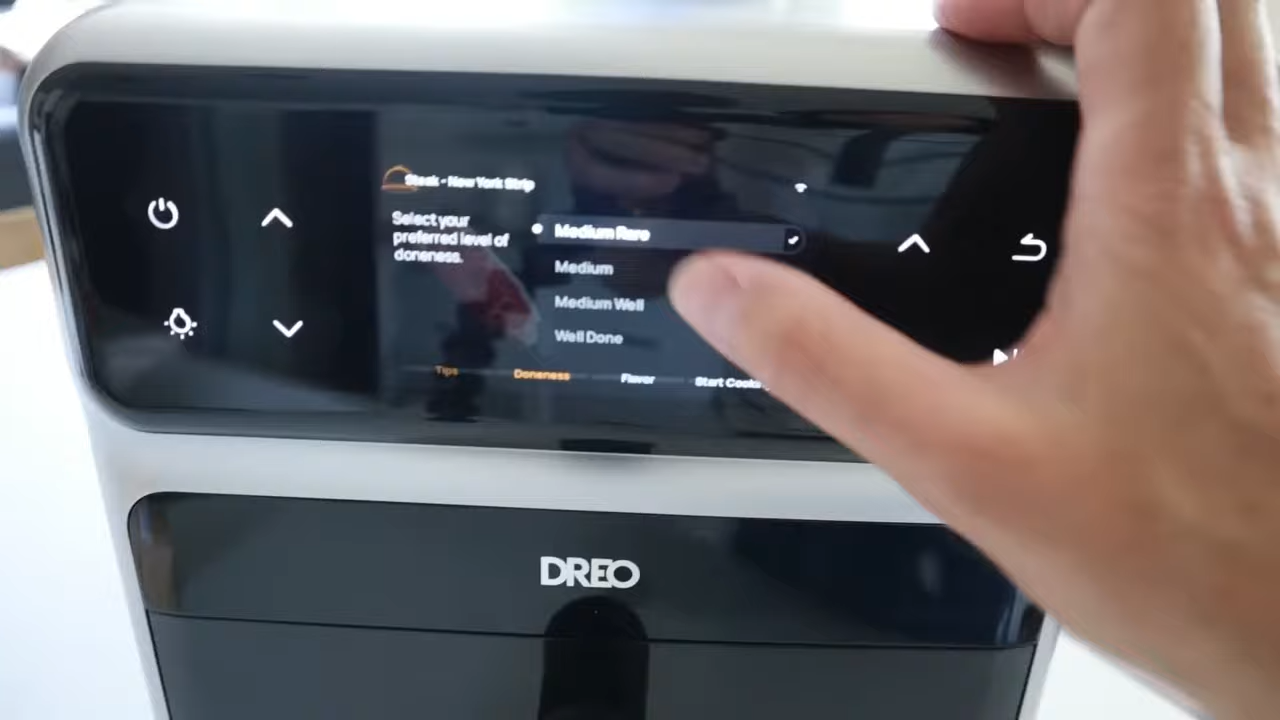 Steak - New York Strip
Select your
preferred level of
doneness.
Medium Rare
Medium
Medium Well
Well Done
Tips Doneness Flavor Start Cooking
DREO